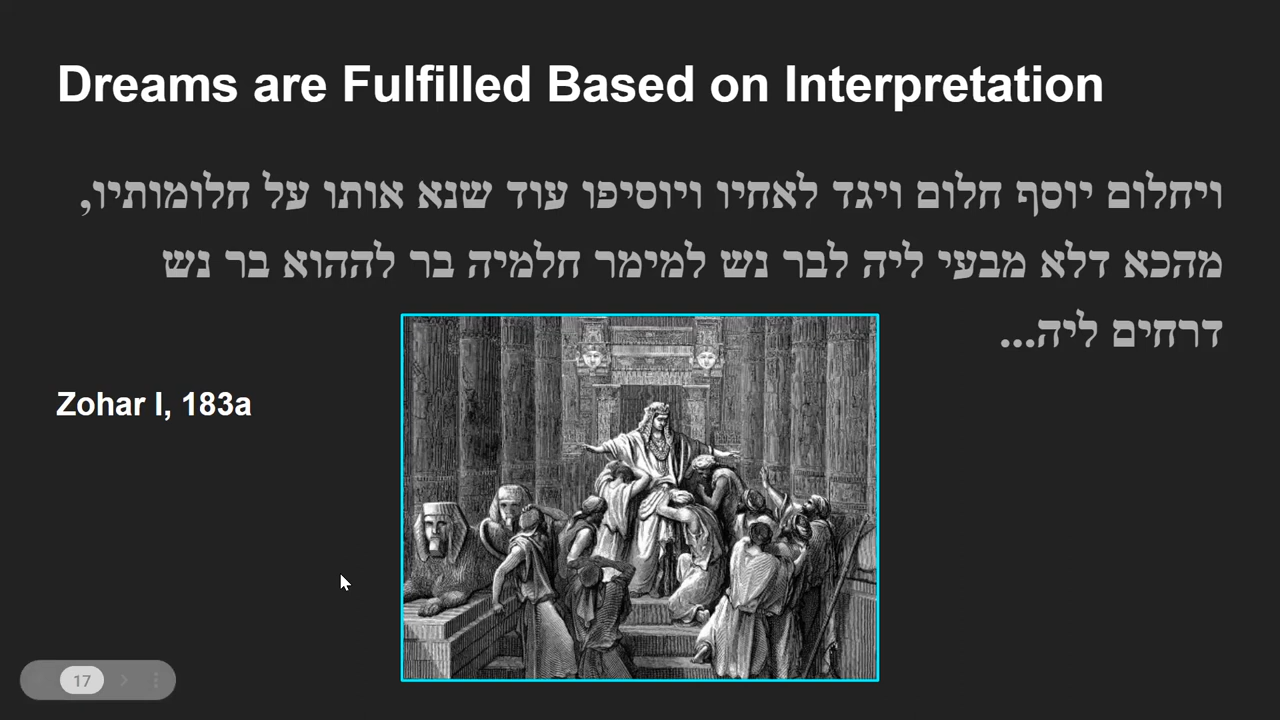 Dreams are Fulfilled Based on Interpretation
ויחלום יוסף חלום ויגד לאחיו ויוסיפו עוד שנא אותו על חלומותיו,
מהכא דלא מבעי ליה לבר נש למימר חלמיה בר לההוא בר נש
דרחים ליה...
Zohar I, 183a
17